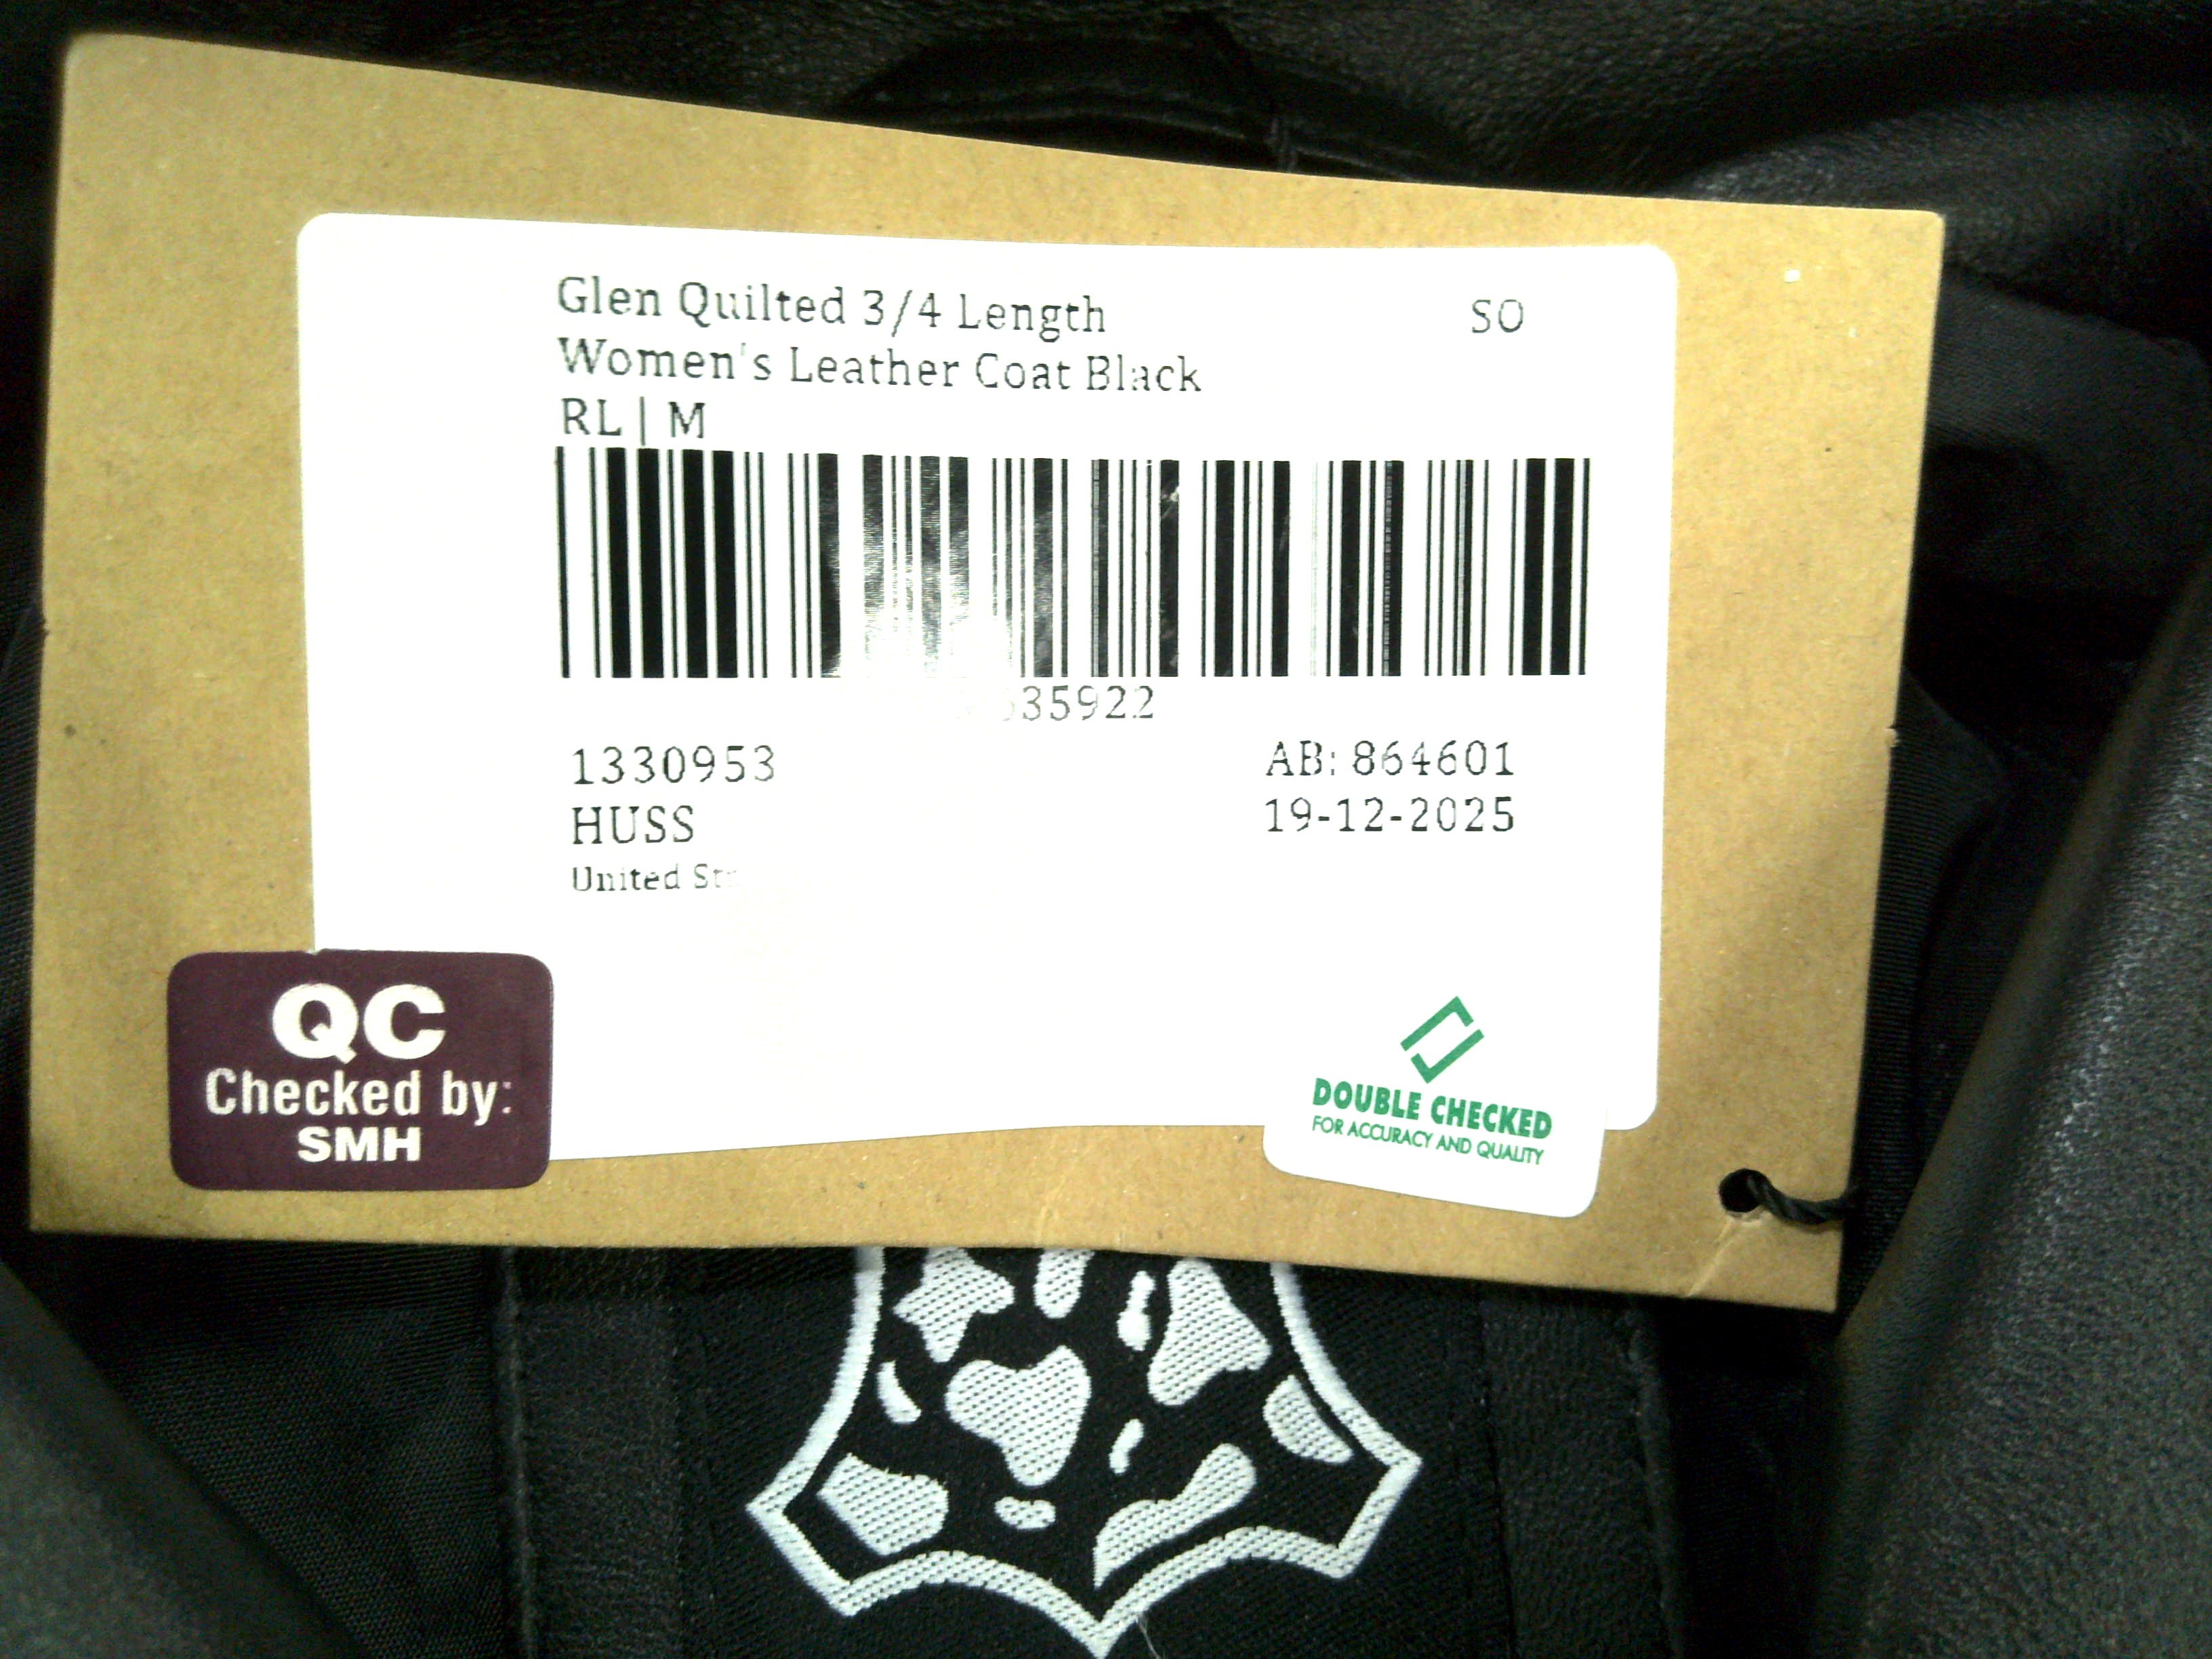 Glen Quilted 3/4 Length
SO
Women's Leather Coat Black
RL | M
1330953
AB: 864601
HUSS
19-12-2025
United
QC
Checked by:
SMH
DOUBLE CHECKED
FOR ACCURACY AND QUALITY